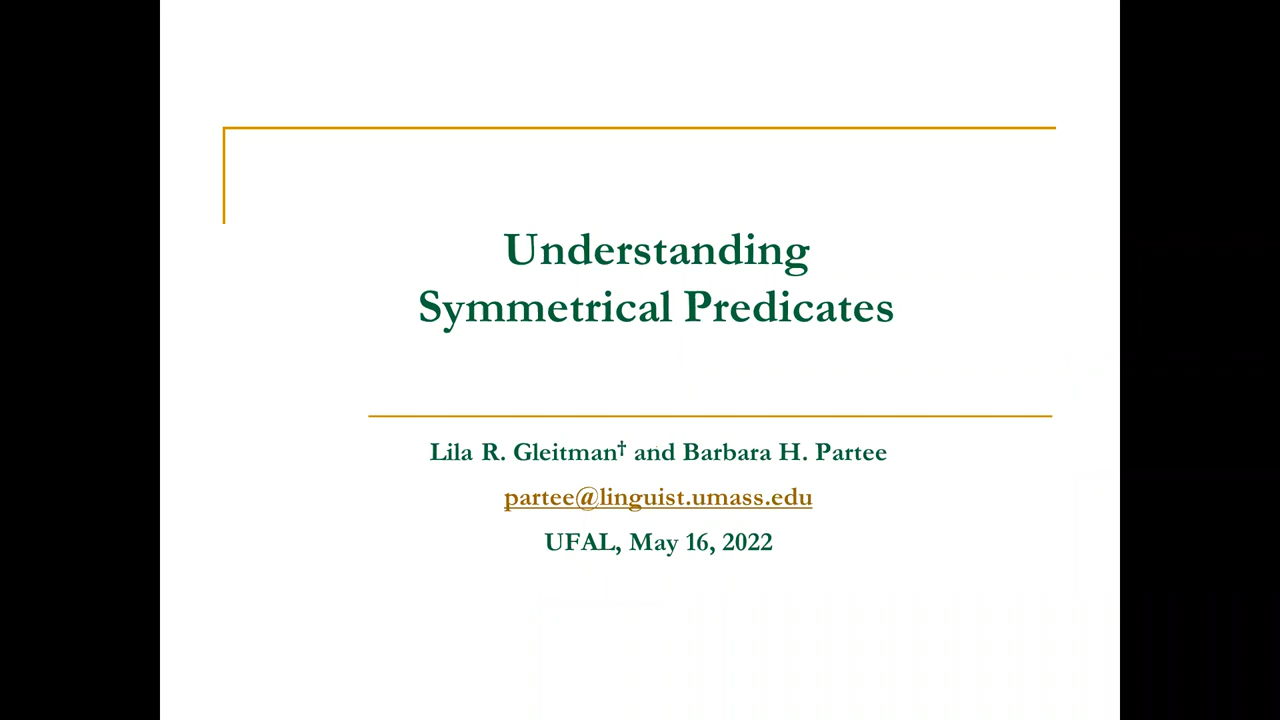 Understanding
Symmetrical Predicates
Lila R. Gleitman† and Barbara H. Partee
partee@linguist.umass.edu
UFAL, May 16, 2022